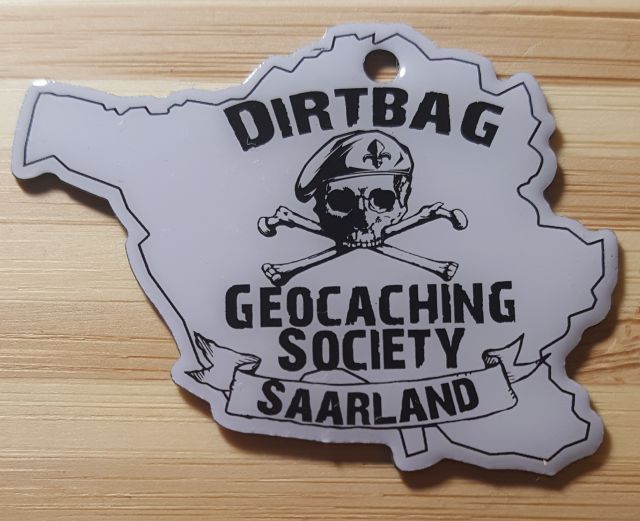 DIRTBAG
GEOCACHING
SOCIETY
SAARLAND